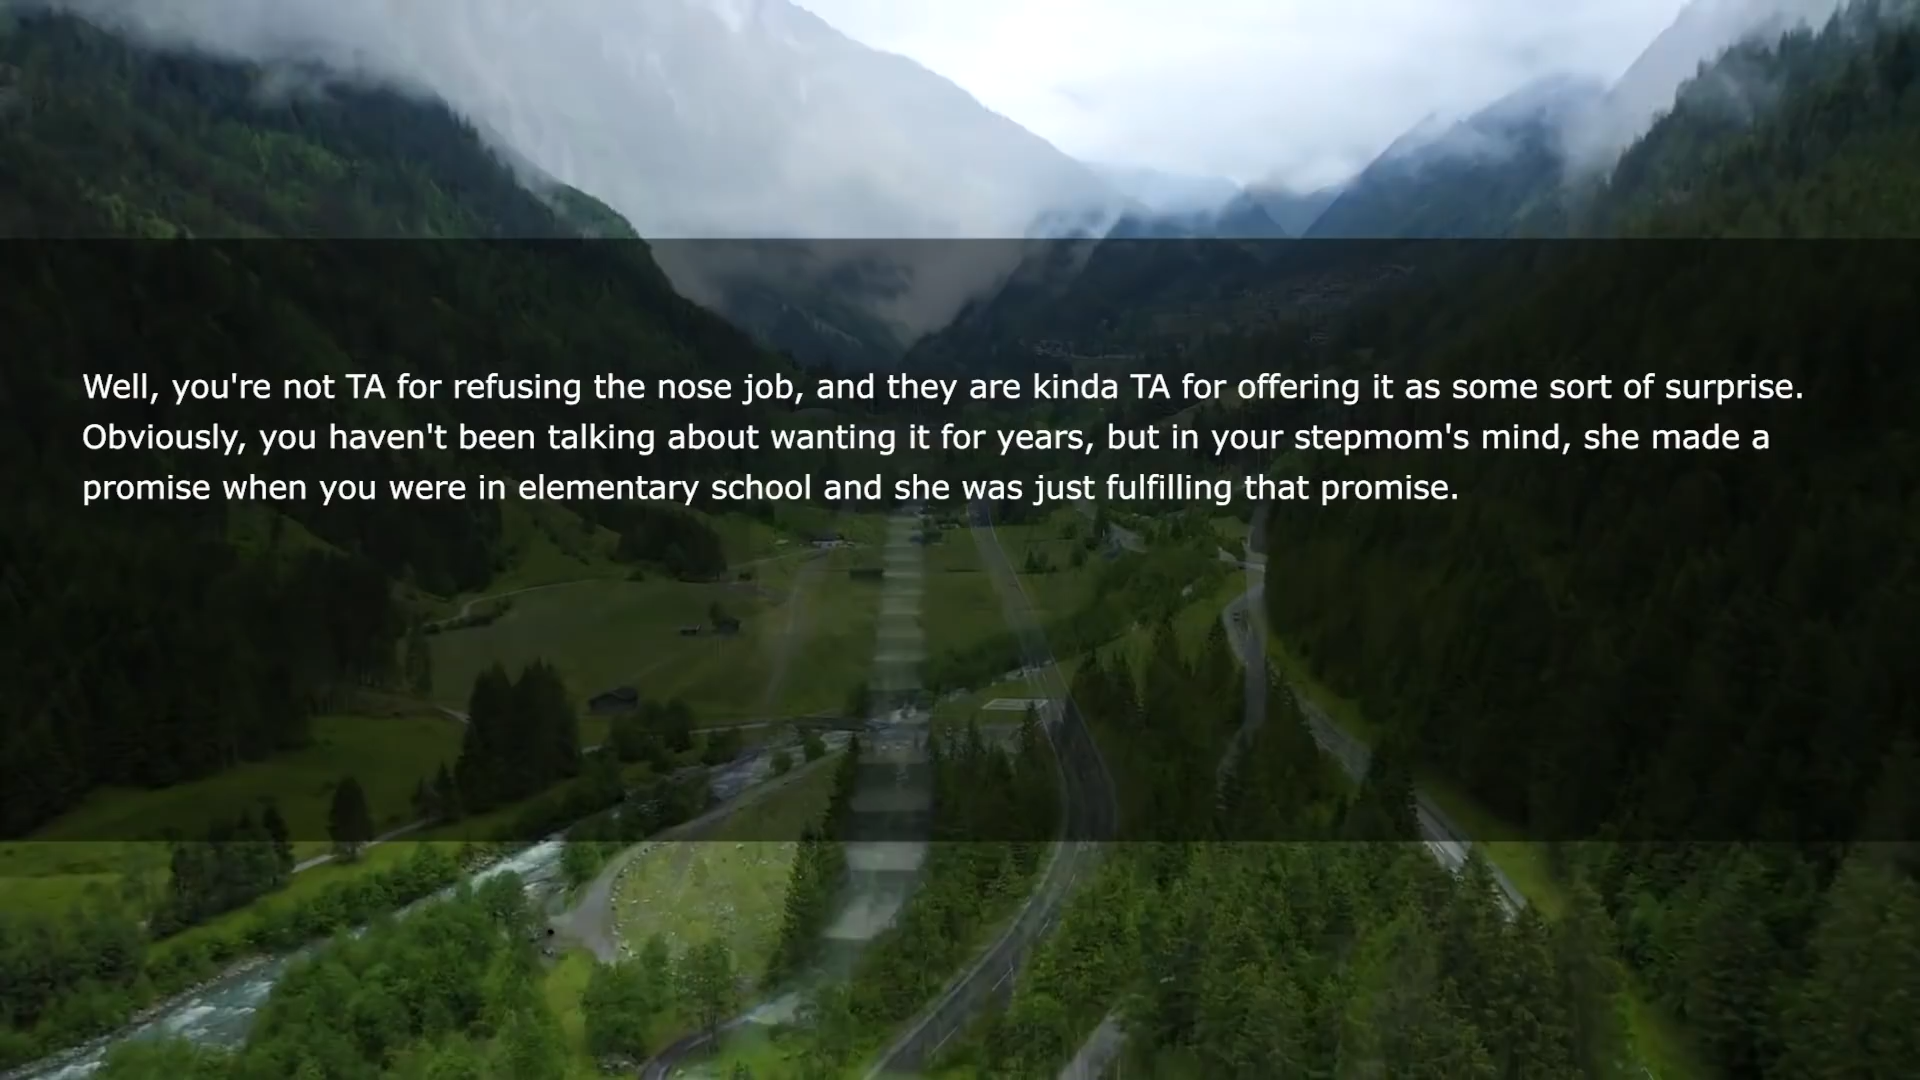 Well, you're not TA for refusing the nose job, and they are kinda TA for offering it as some sort of surprise.
Obviously, you haven't been talking about wanting it for years, but in your stepmom's mind, she made a
promise when you were in elementary school and she was just fulfilling that promise.